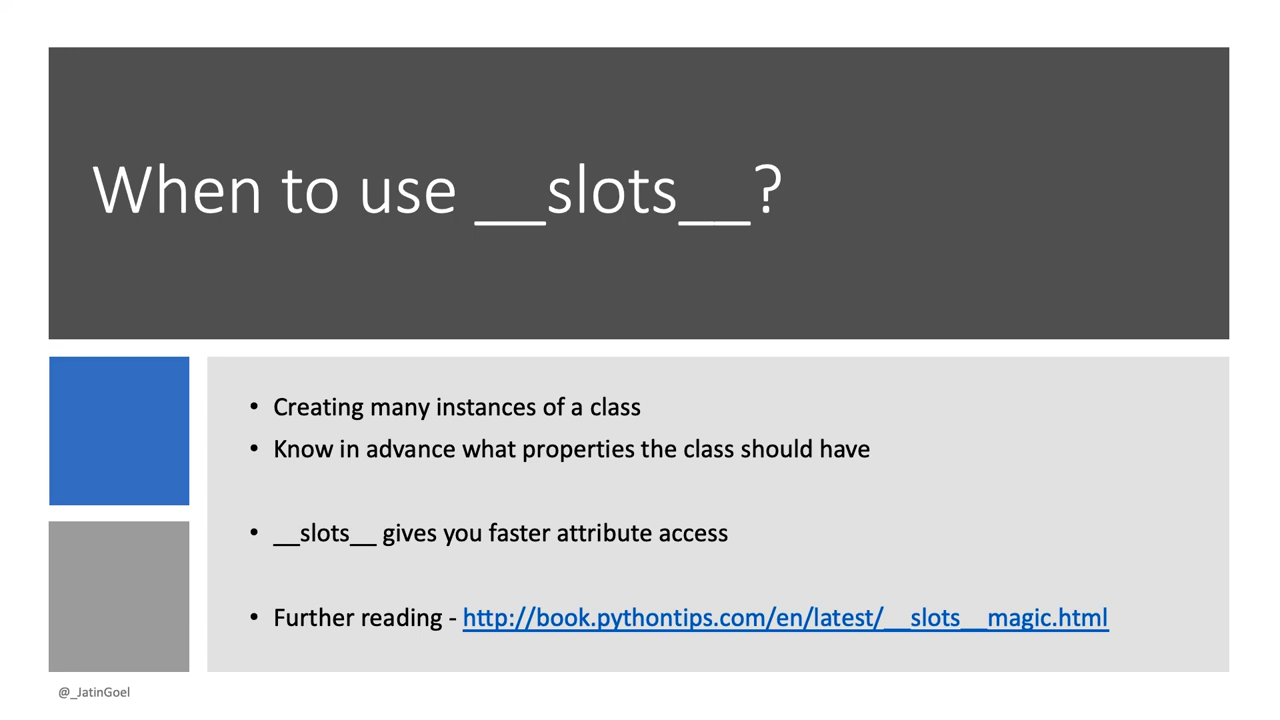 When to use __slots__?
• Creating many instances of a class
• Know in advance what properties the class should have
• __slots__ gives you faster attribute access
• Further reading - http://book.pythontips.com/en/latest/__slots__magic.html
@_JatinGoel